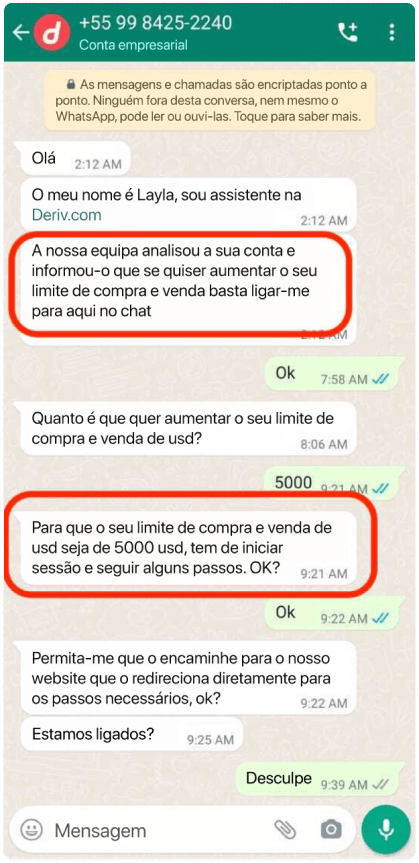 +55 99 8425-2240
Conta empresarial
As mensagens e chamadas são encriptadas ponto a
ponto. Ninguém fora desta conversa, nem mesmo o
WhatsApp, pode ler ou ouvi-las. Toque para saber mais.
Olá 2:12 AM
O meu nome é Layla, sou assistente na
Deriv.com
2:12 AM
A nossa equipa analisou a sua conta e
informou-o que se quiser aumentar o seu
limite de compra e venda basta ligar-me
para aqui no chat
2:12 AM
Ok 7:58 AM
Quanto é que quer aumentar o seu limite de
compra e venda de usd?
8:06 AM
5000 9:21 AM
Para que o seu limite de compra e venda de
usd seja de 5000 usd, tem de iniciar
sessão e seguir alguns passos. OK?
9:21 AM
Ok 9:22 AM
Permita-me que o encaminhe para o nosso
website que o redireciona diretamente para
os passos necessários, ok?
9:22 AM
Estamos ligados? 9:25 AM
Desculpe 9:39 AM
Mensagem